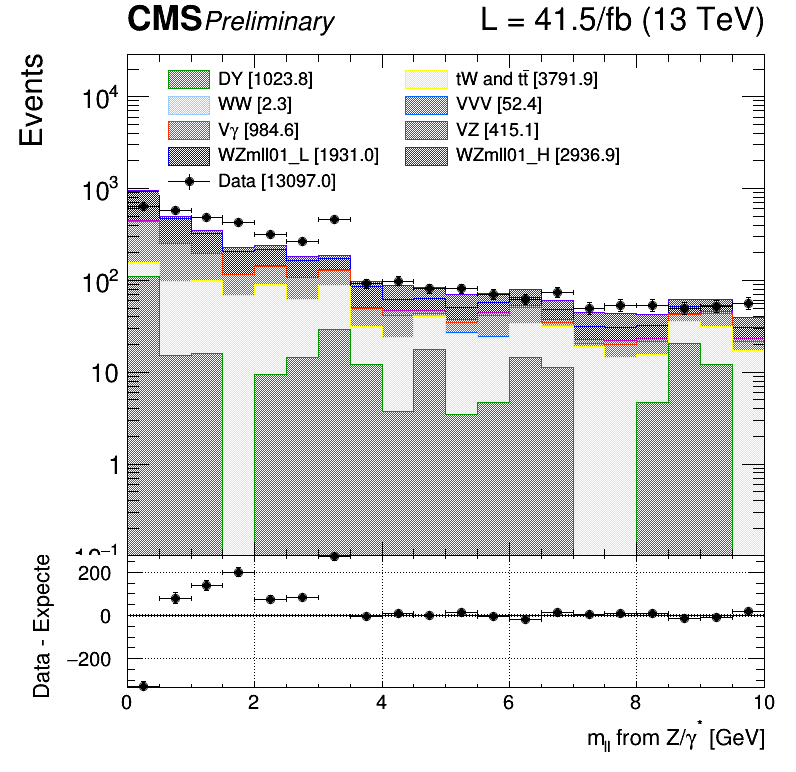 CMS Preliminary L = 41.5/fb (13 TeV)
Events
DY [1023.8] tW and tt̄ [3791.9]
WW [2.3] VVV [52.4]
Vγ [984.6] VZ [415.1]
WZmll01_L [1931.0] WZmll01_H [2936.9]
Data [13097.0]
10⁴
10³
10²
10
1
10⁻¹
Data - Expecte
200
0
−200
0 2 4 6 8 10
m_ll from Z/γ* [GeV]